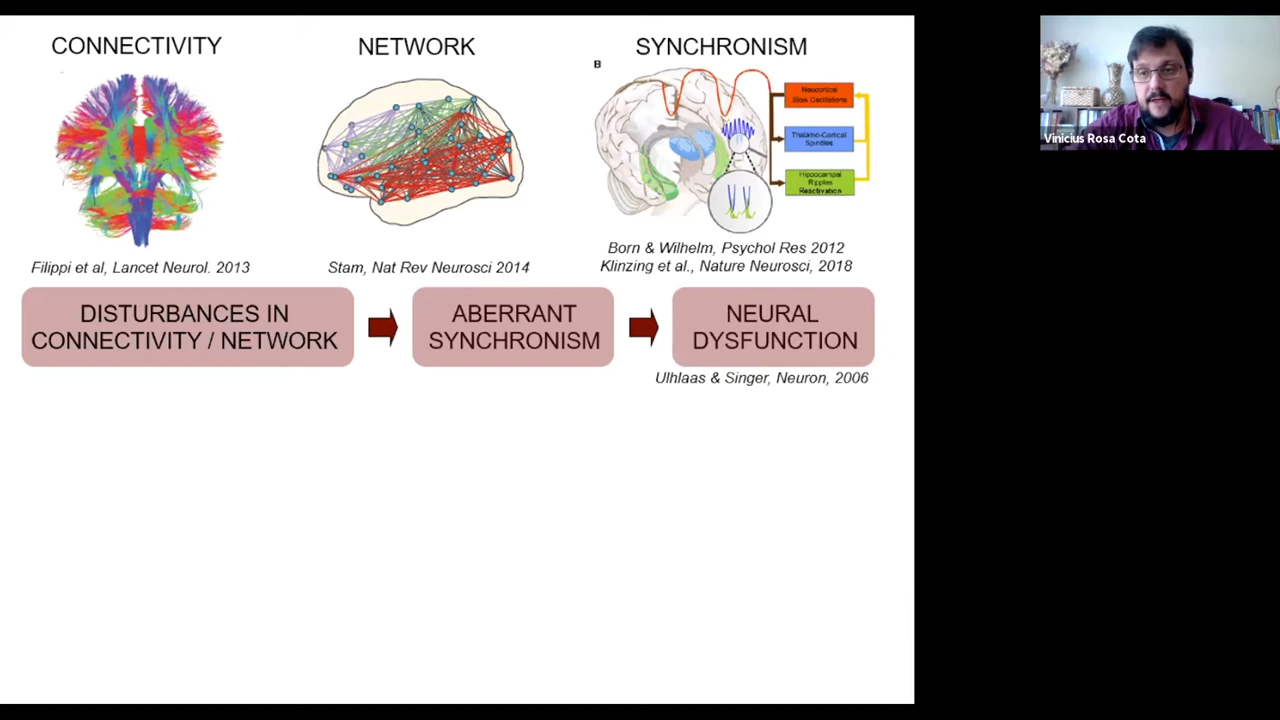 CONNECTIVITY
NETWORK
SYNCHRONISM
B
Neocortical
Slow Oscillations
Thalamo-Cortical
Spindles
Hippocampal
Ripples
Reactivation
Filippi et al, Lancet Neurol. 2013
Stam, Nat Rev Neurosci 2014
Born & Wilhelm, Psychol Res 2012
Klinzing et al., Nature Neurosci, 2018
DISTURBANCES IN
CONNECTIVITY / NETWORK
ABERRANT
SYNCHRONISM
NEURAL
DYSFUNCTION
Ulhlaas & Singer, Neuron, 2006
Vinicius Rosa Cota